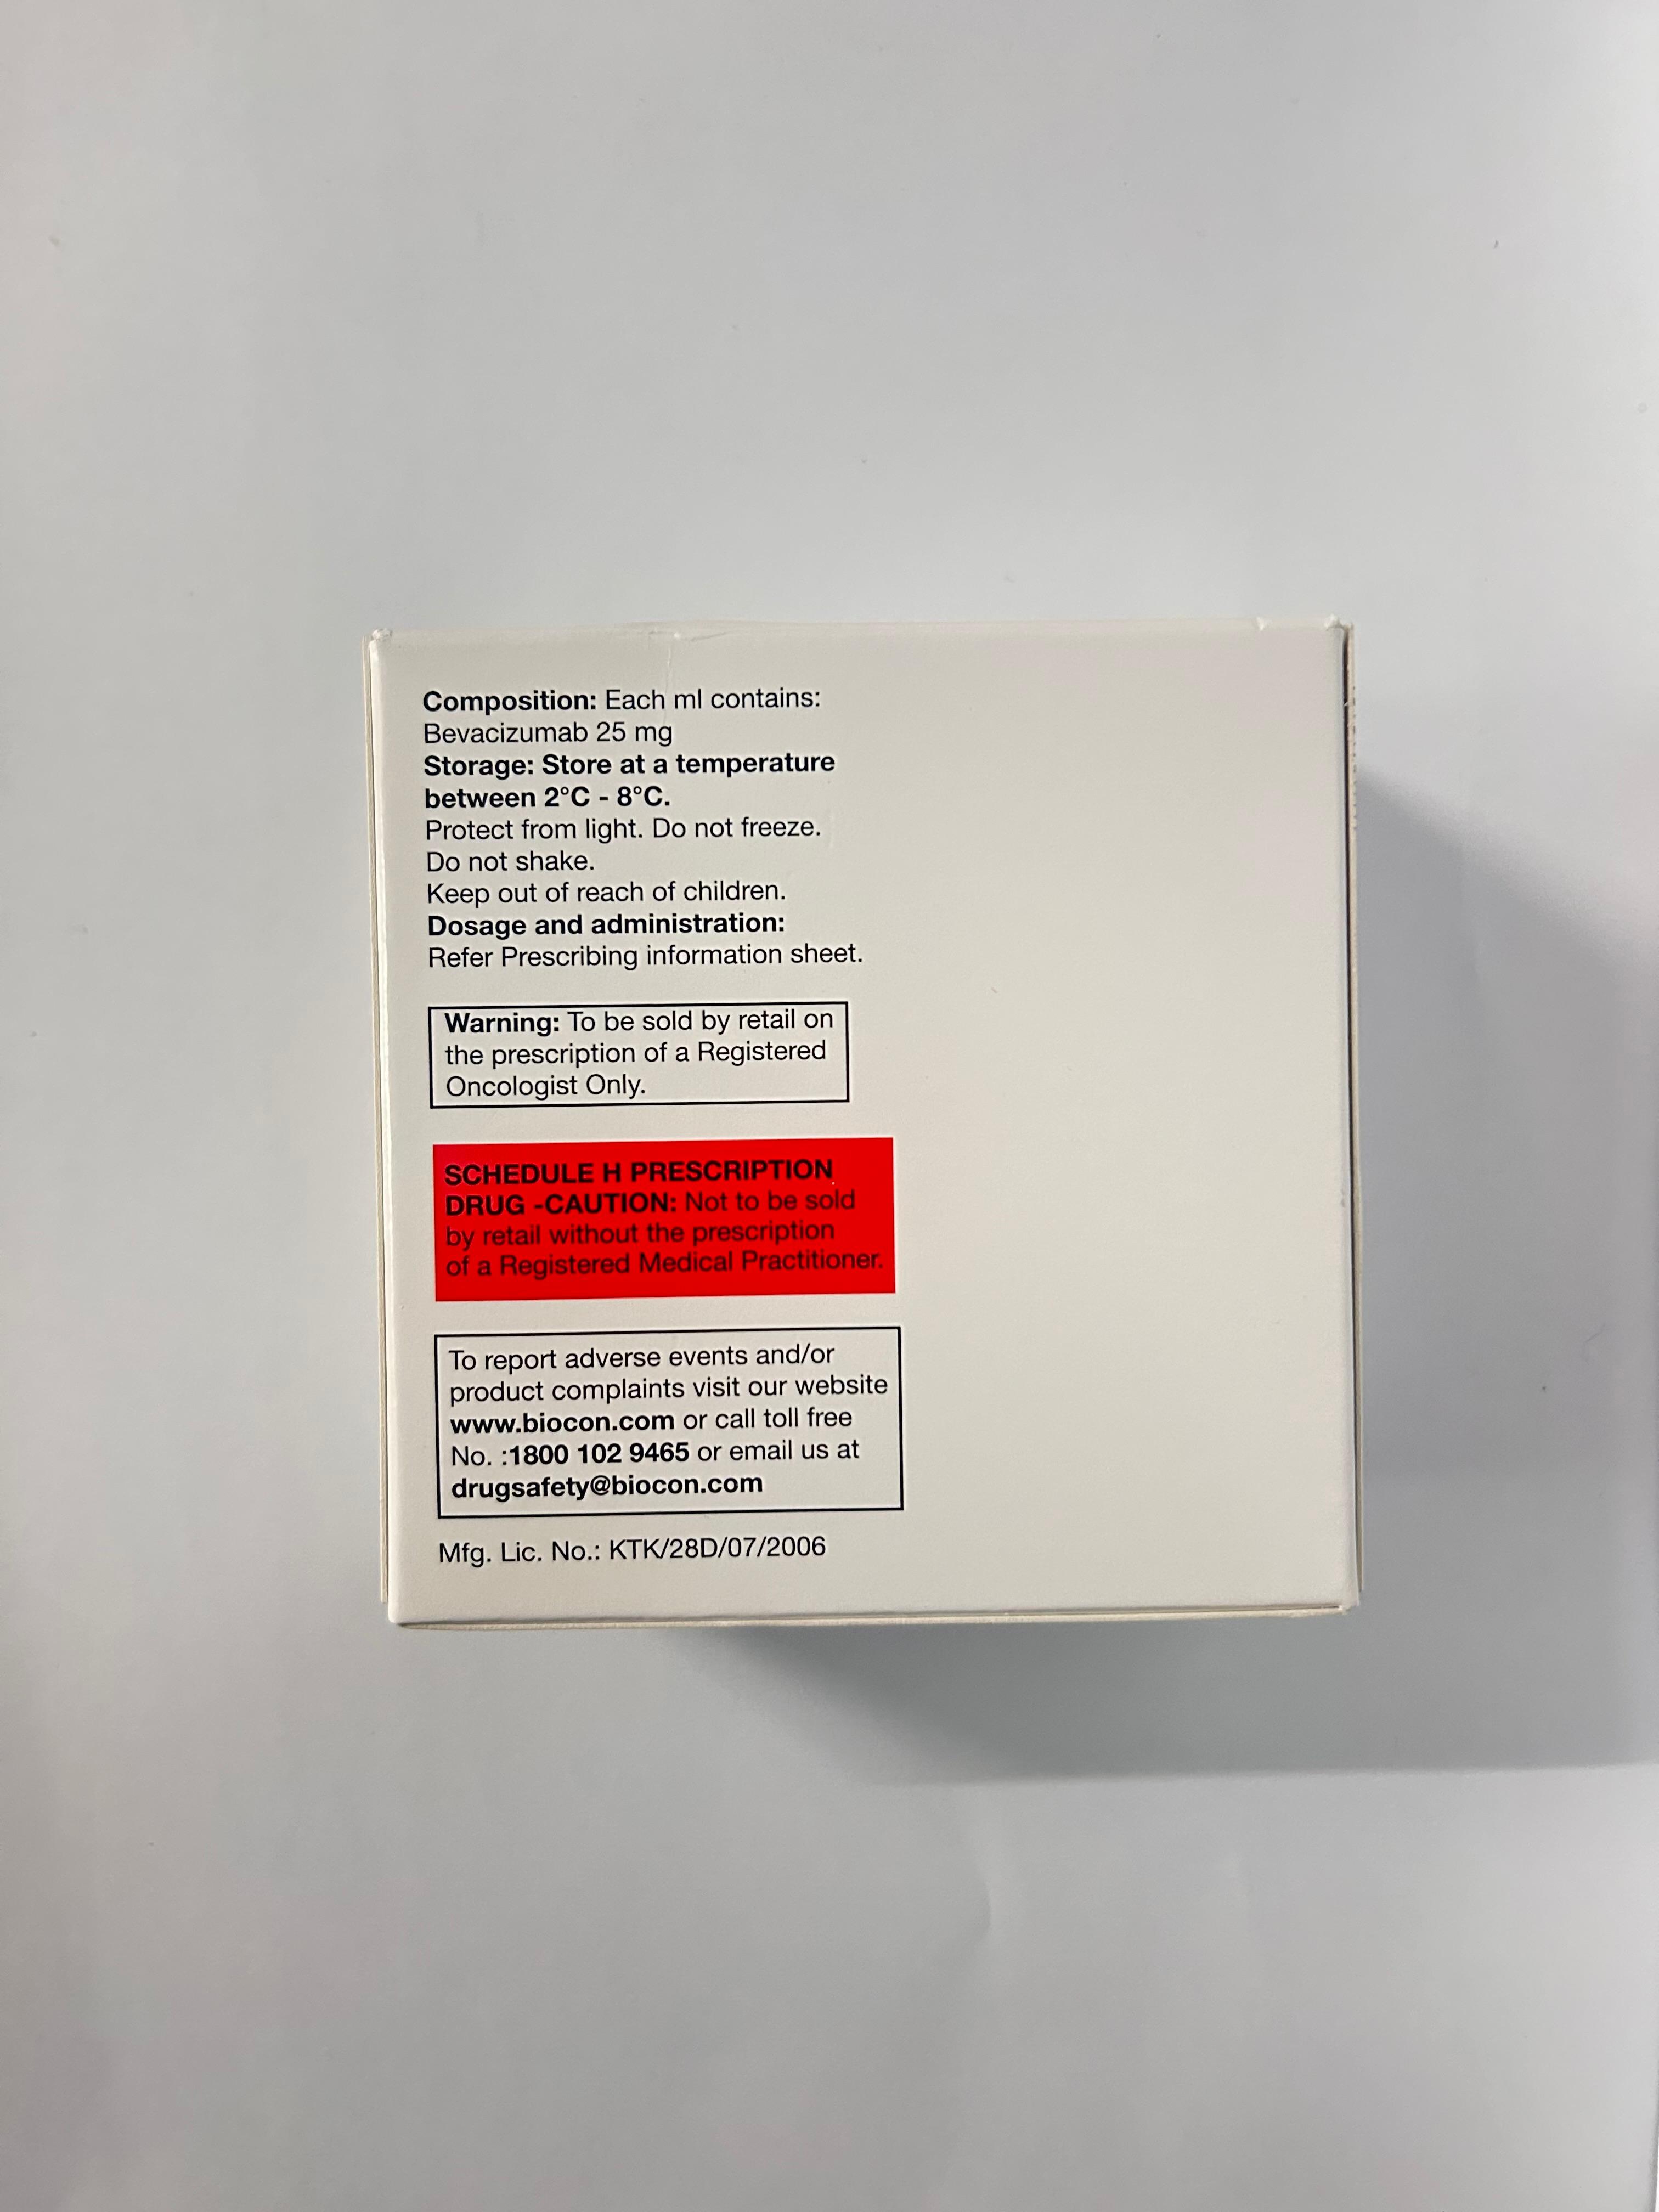 Composition: Each ml contains:
Bevacizumab 25 mg
Storage: Store at a temperature
between 2°C - 8°C.
Protect from light. Do not freeze.
Do not shake.
Keep out of reach of children.
Dosage and administration:
Refer Prescribing information sheet.
Warning: To be sold by retail on
the prescription of a Registered
Oncologist Only.
SCHEDULE H PRESCRIPTION
DRUG -CAUTION: Not to be sold
by retail without the prescription
of a Registered Medical Practitioner.
To report adverse events and/or
product complaints visit our website
www.biocon.com or call toll free
No. :1800 102 9465 or email us at
drugsafety@biocon.com
Mfg. Lic. No.: KTK/28D/07/2006